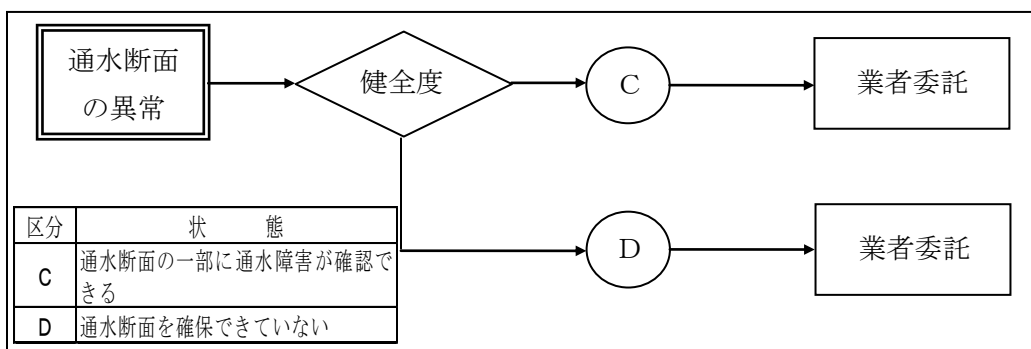 通水断面
の異常
健全度
C
業者委託
D
業者委託
区分 状 態
C 通水断面の一部に通水障害が確認で
きる
D 通水断面を確保できていない